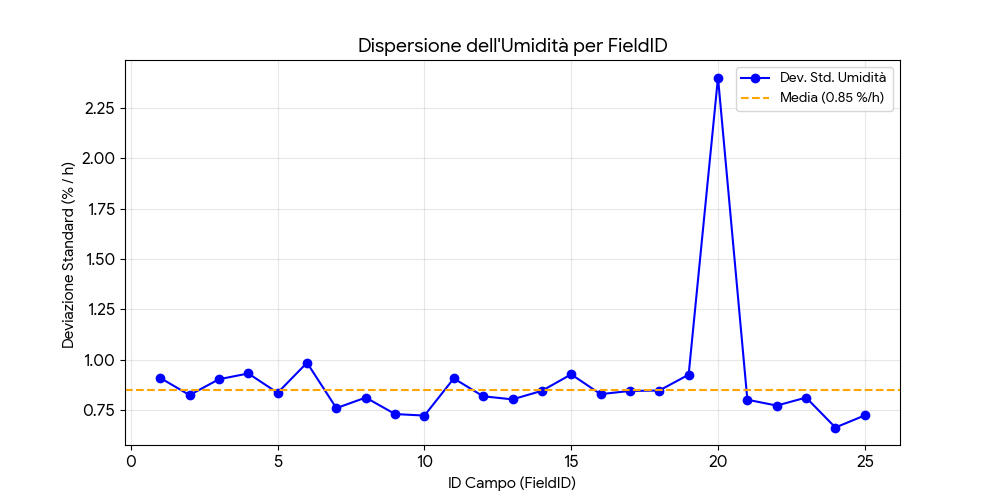 Dispersione dell'Umidità per FieldID
Dev. Std. Umidità
Media (0.85 %/h)
Deviazione Standard (% / h)
2.25
2.00
1.75
1.50
1.25
1.00
0.75
0 5 10 15 20 25
ID Campo (FieldID)